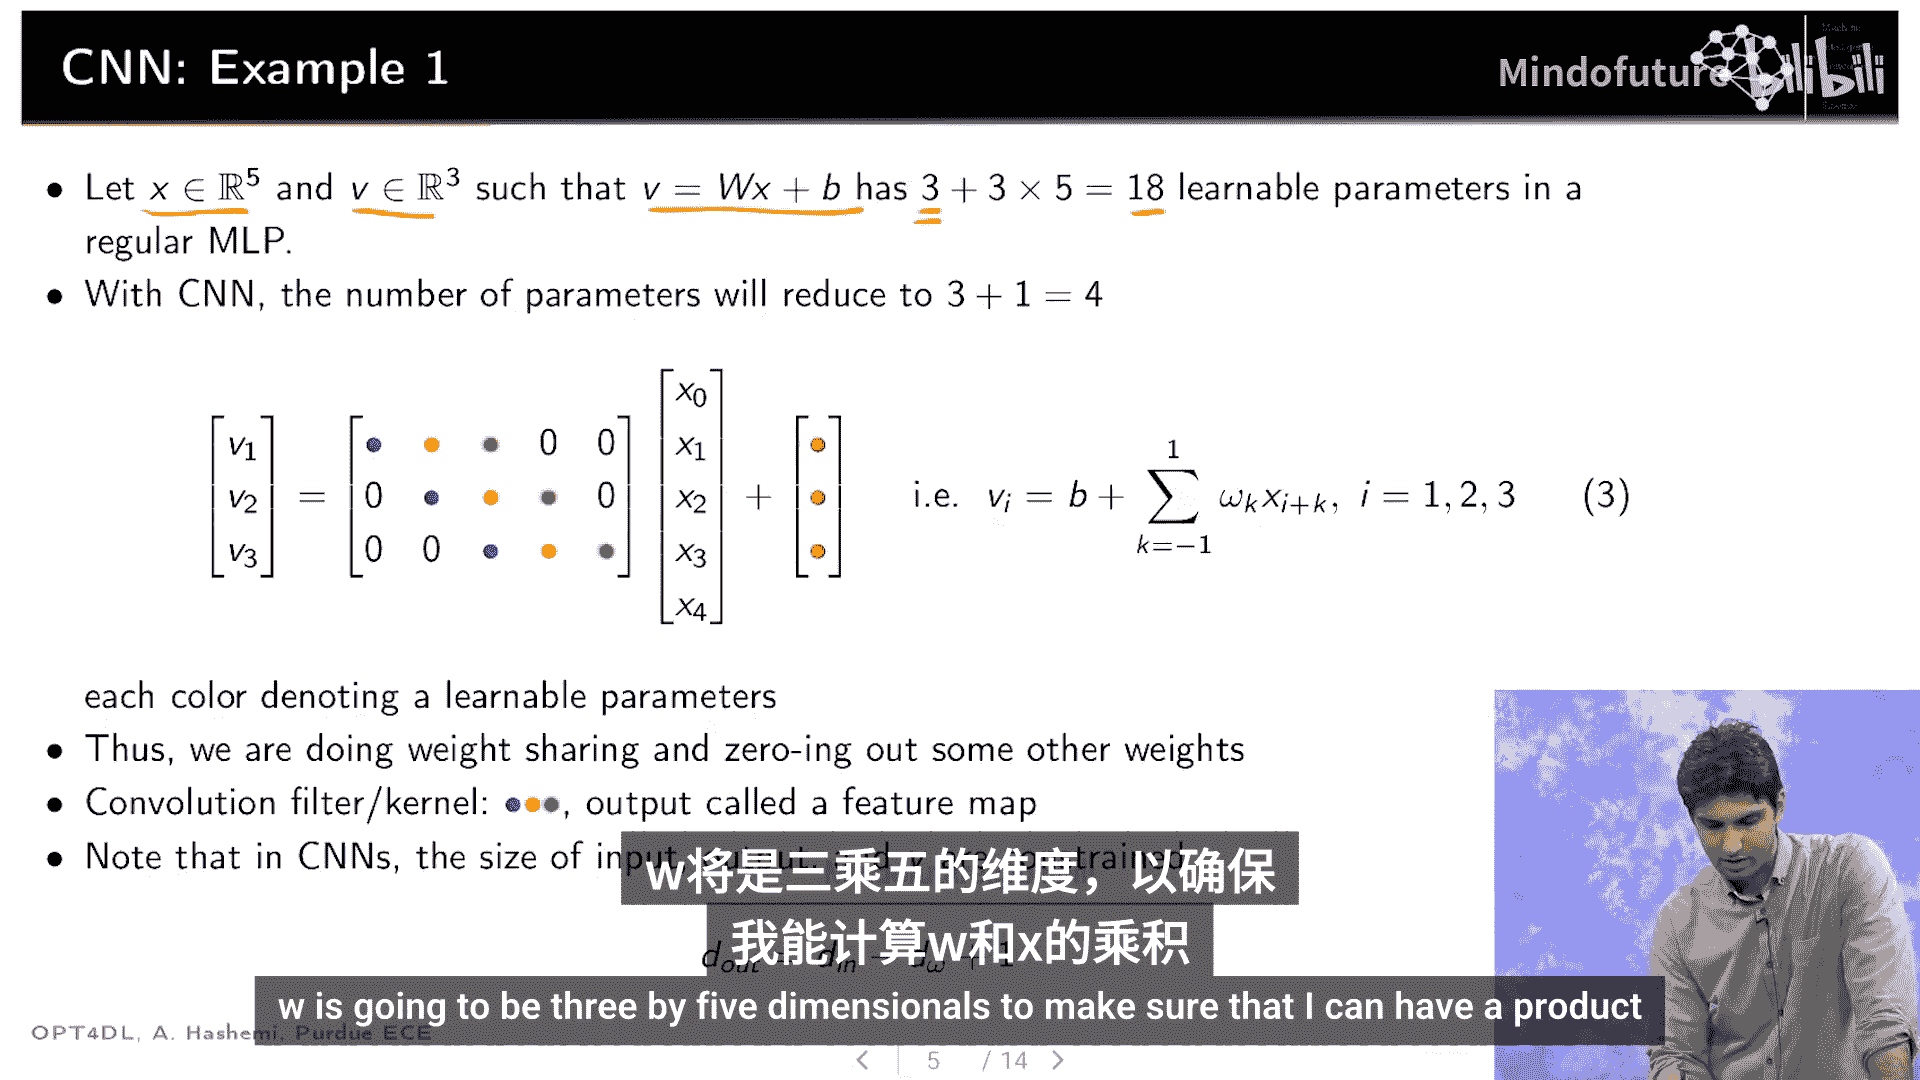 CNN: Example 1
Mindofuture
bilibili
• Let x ∈ ℝ⁵ and v ∈ ℝ³ such that v = Wx + b has 3 + 3 × 5 = 18 learnable parameters in a
regular MLP.
• With CNN, the number of parameters will reduce to 3 + 1 = 4
[v₁ v₂ v₃] = [● ● ● 0 0; 0 ● ● ● 0; 0 0 ● ● ●] [x₀ x₁ x₂ x₃ x₄] + [● ● ●] i.e. vᵢ = b + ∑_{k=−1}^{1} ωₖxᵢ₊ₖ, i = 1, 2, 3 (3)
each color denoting a learnable parameters
• Thus, we are doing weight sharing and zero-ing out some other weights
• Convolution filter/kernel: ●●●, output called a feature map
• Note that in CNNs, the size of
w将是三乘五的维度，以确保
我能计算w和x的乘积
w is going to be three by five dimensionals to make sure that I can have a product
OPT4DL, A. Hashemi, Purdue ECE
5 / 14